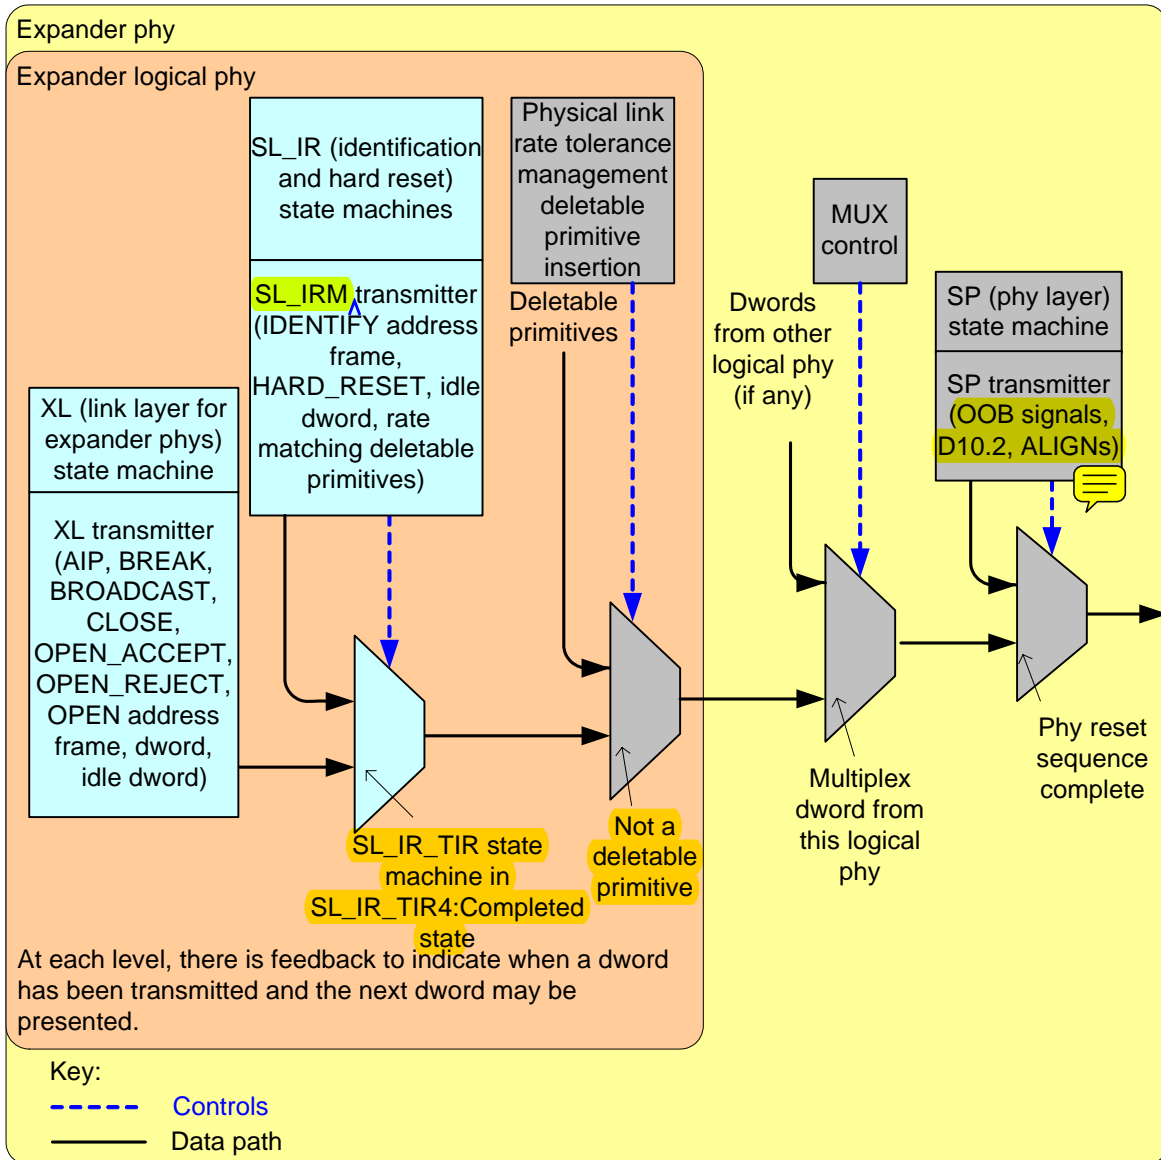 Expander phy
Expander logical phy
SL_IR (identification
and hard reset)
state machines
SL_IRM transmitter
(IDENTIFY address
frame,
HARD_RESET, idle
dword, rate
matching deletable
primitives)
XL (link layer for
expander phys)
state machine
XL transmitter
(AIP, BREAK,
BROADCAST,
CLOSE,
OPEN_ACCEPT,
OPEN_REJECT,
OPEN address
frame, dword,
idle dword)
Physical link
rate tolerance
management
deletable
primitive
insertion
Deletable
primitives
MUX
control
Dwords
from other
logical phy
(if any)
SP (phy layer)
state machine
SP transmitter
(OOB signals,
D10.2, ALIGNs)
SL_IR_TIR state
machine in
SL_IR_TIR4:Completed
state
Not a
deletable
primitive
Multiplex
dword from
this logical
phy
Phy reset
sequence
complete
At each level, there is feedback to indicate when a dword
has been transmitted and the next dword may be
presented.
Key:
Controls
Data path